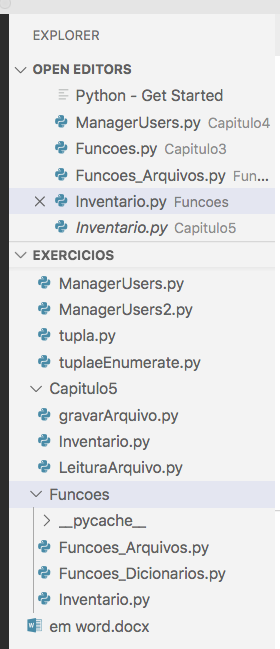 EXPLORER
OPEN EDITORS
Python - Get Started
ManagerUsers.py Capitulo4
Funcoes.py Capitulo3
Funcoes_Arquivos.py Fun...
Inventario.py Funcoes
Inventario.py Capitulo5
EXERCICIOS
ManagerUsers.py
ManagerUsers2.py
tupla.py
tuplaeEnumerate.py
Capitulo5
gravarArquivo.py
Inventario.py
LeituraArquivo.py
Funcoes
__pycache__
Funcoes_Arquivos.py
Funcoes_Dicionarios.py
Inventario.py
em word.docx